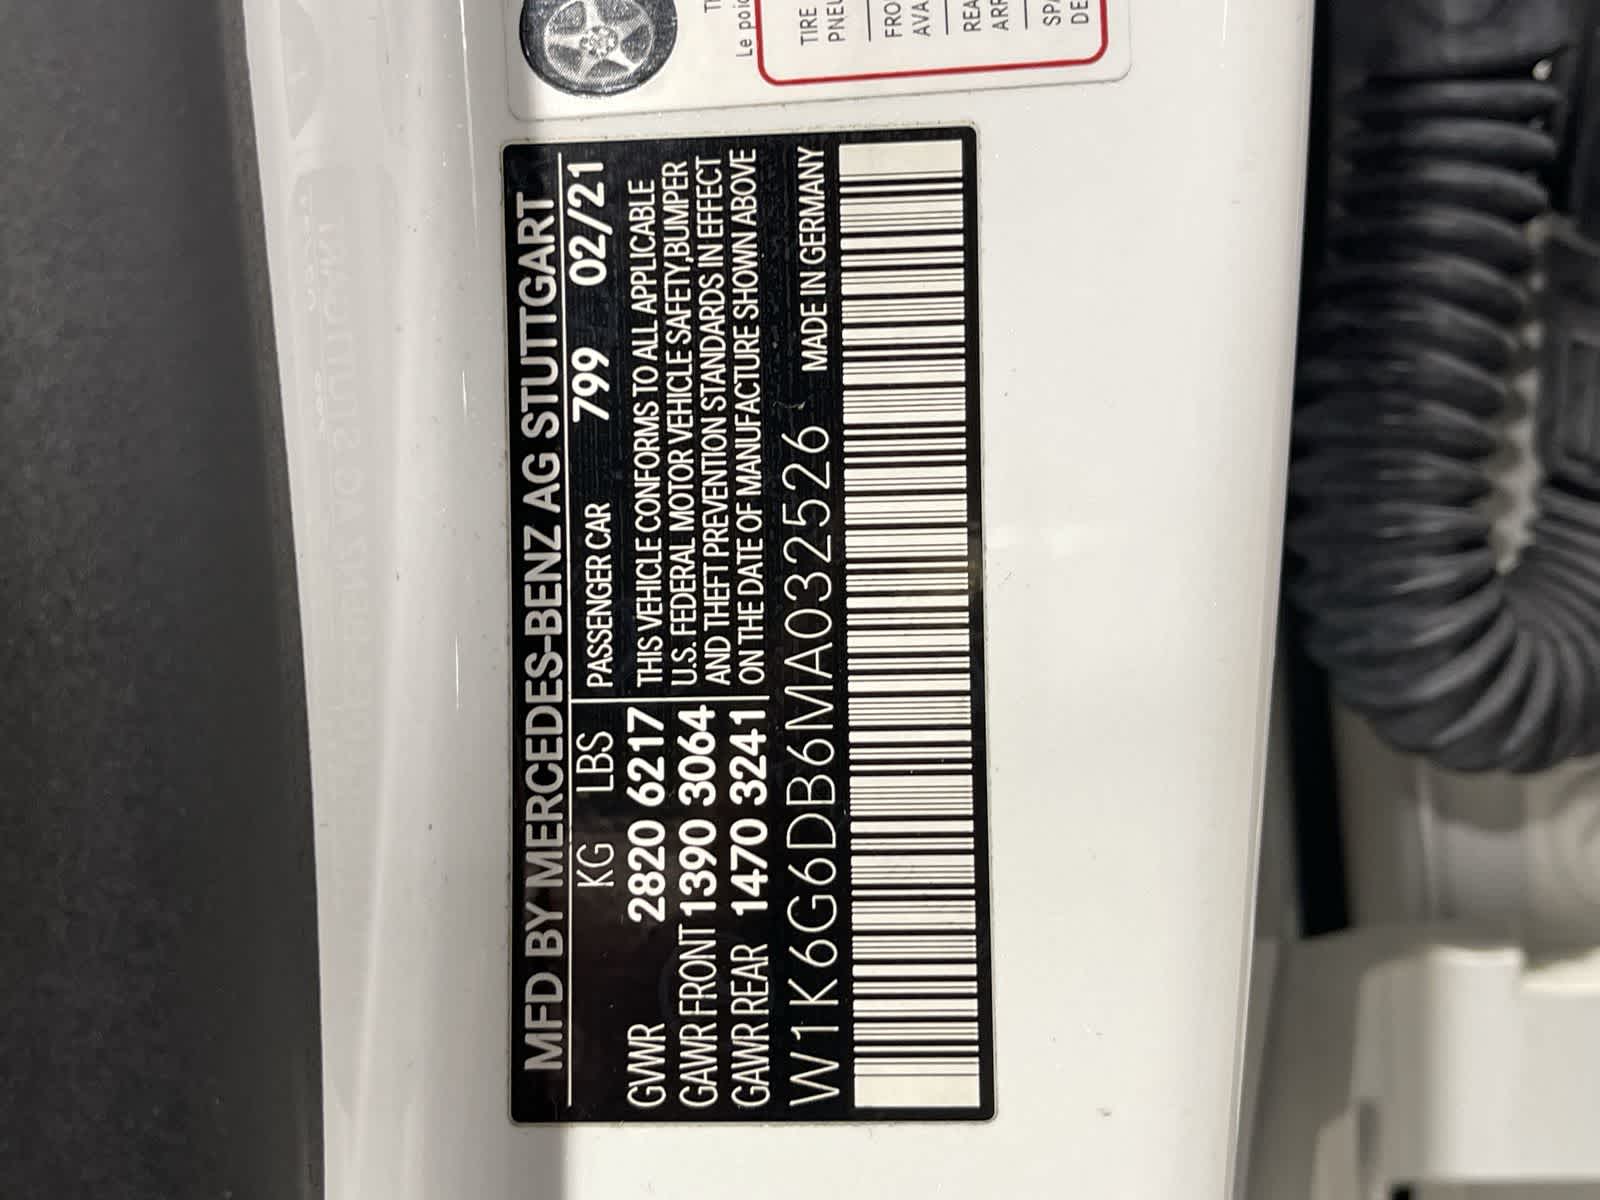 MFD BY MERCEDES-BENZ AG STUTTGART
KG LBS
PASSENGER CAR 799 02/21
GVWR 2820 6217
GAWR FRONT 1390 3064
GAWR REAR 1470 3241
THIS VEHICLE CONFORMS TO ALL APPLICABLE
U.S. FEDERAL MOTOR VEHICLE SAFETY,BUMPER
AND THEFT PREVENTION STANDARDS IN EFFECT
ON THE DATE OF MANUFACTURE SHOWN ABOVE
W1K6G6DB6MA032526 MADE IN GERMANY
Le
TIRE